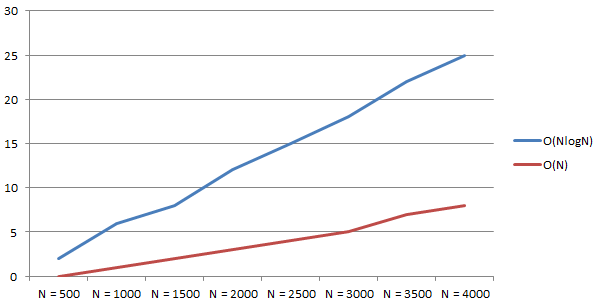 30
25
20
15
10
5
0
N = 500 N = 1000 N = 1500 N = 2000 N = 2500 N = 3000 N = 3500 N = 4000
O(NlogN)
O(N)